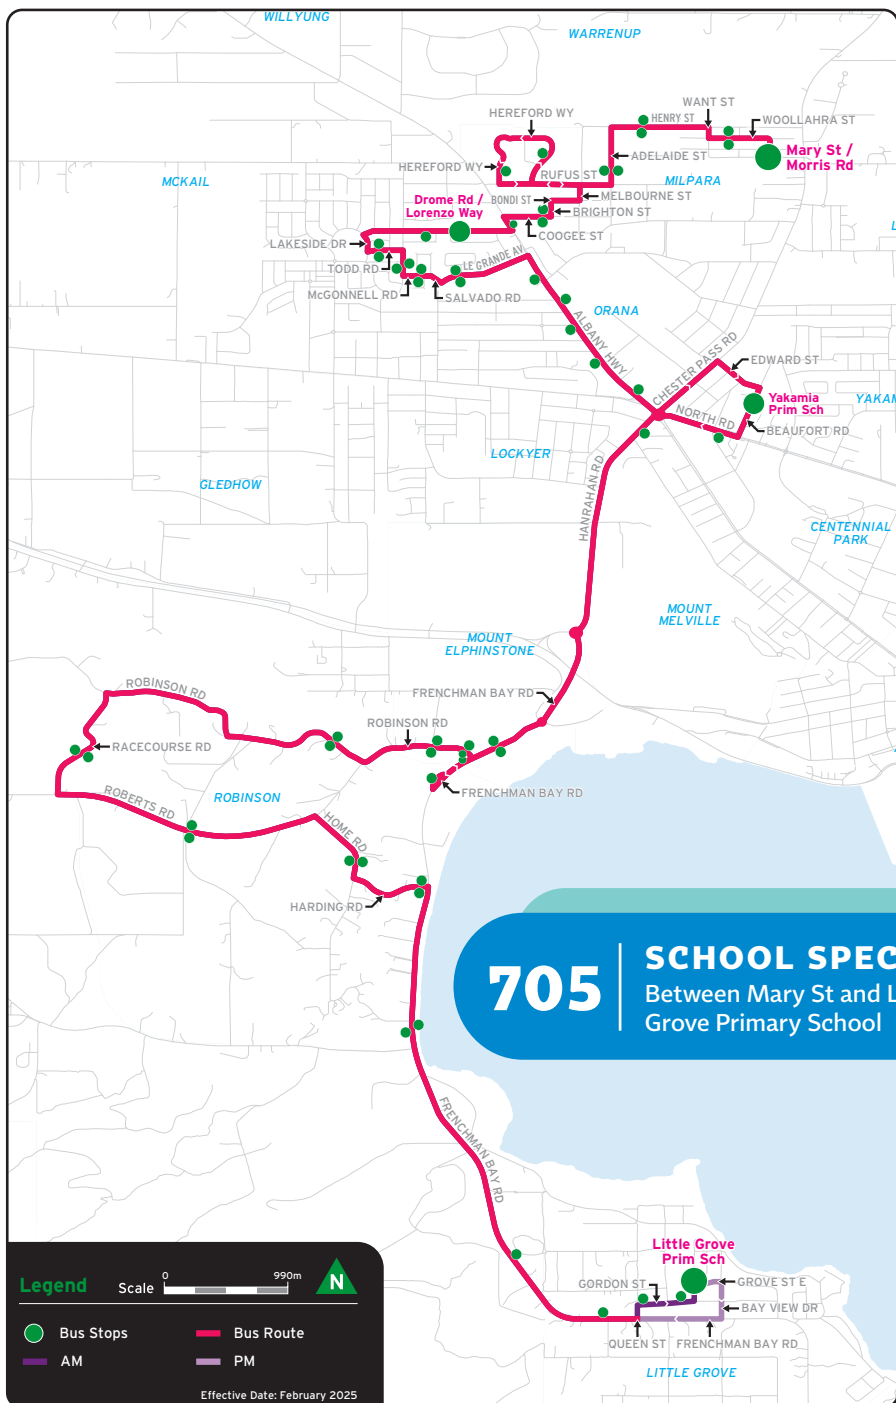 WILLYUNG
WARRENUP
WANT ST
HEREFORD WY
HENRY ST
WOOLLAHRA ST
Mary St /
Morris Rd
ADELAIDE ST
HEREFORD WY
RUFUS ST
MCKAIL
MILPARA
Drome Rd /
Lorenzo Way
BONDI ST
MELBOURNE ST
BRIGHTON ST
COOGEE ST
LAKESIDE DR
LE GRANDE AV
TODD RD
McGONNELL RD
SALVADO RD
ORANA
ALBANY HWY
CHESTER PASS RD
EDWARD ST
Yakamia
Prim Sch
YAKAM
NORTH RD
BEAUFORT RD
LOCKYER
HANRAHAN RD
GLEDHOW
CENTENNIAL
PARK
MOUNT
MELVILLE
MOUNT
ELPHINSTONE
ROBINSON RD
FRENCHMAN BAY RD
ROBINSON RD
RACECOURSE RD
FRENCHMAN BAY RD
ROBERTS RD
ROBINSON
HOME RD
HARDING RD
705
SCHOOL SPEC
Between Mary St and L
Grove Primary School
FRENCHMAN BAY RD
Little Grove
Prim Sch
GORDON ST
GROVE ST E
BAY VIEW DR
QUEEN ST
FRENCHMAN BAY RD
LITTLE GROVE
Legend
Scale
0
990m
N
Bus Stops
Bus Route
AM
PM
Effective Date: February 2025